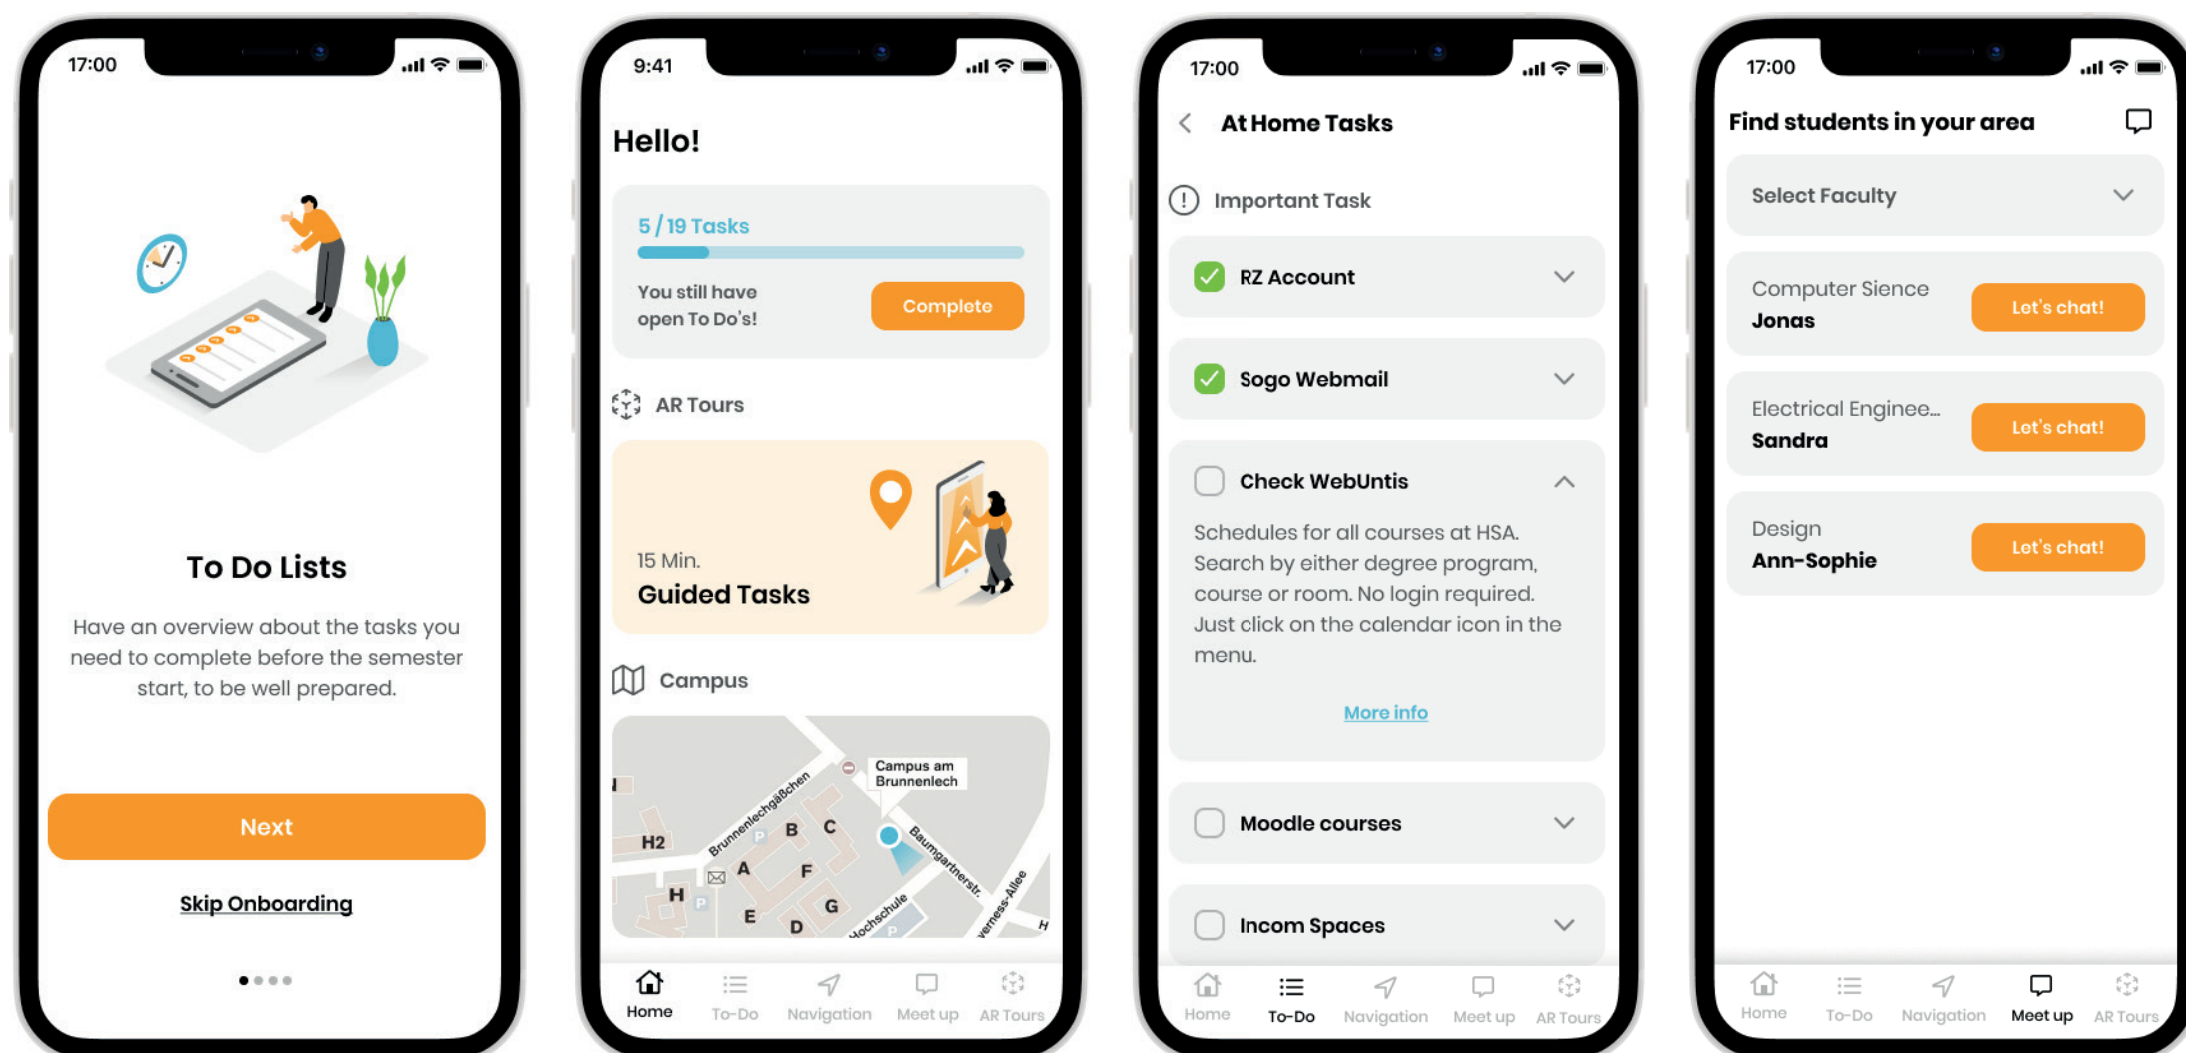 17:00
To Do Lists
Have an overview about the tasks you
need to complete before the semester
start, to be well prepared.
Next
Skip Onboarding
9:41
Hello!
5 / 19 Tasks
You still have
open To Do's!
Complete
AR Tours
15 Min.
Guided Tasks
Campus
Campus am
Brunnenlech
Brunnenlechgäßchen
Baumgartnerstr.
Hochschule
verness-Allee
H2
H
A
B
C
F
E
D
G
P
P
P
H
Home
To-Do
Navigation
Meet up
AR Tours
17:00
At Home Tasks
Important Task
RZ Account
Sogo Webmail
Check WebUntis
Schedules for all courses at HSA.
Search by either degree program,
course or room. No login required.
Just click on the calendar icon in the
menu.
More info
Moodle courses
Incom Spaces
Home
To-Do
Navigation
Meet up
AR Tours
17:00
Find students in your area
Select Faculty
Computer Sience
Jonas
Let's chat!
Electrical Enginee...
Sandra
Let's chat!
Design
Ann-Sophie
Let's chat!
Home
To-Do
Navigation
Meet up
AR Tours